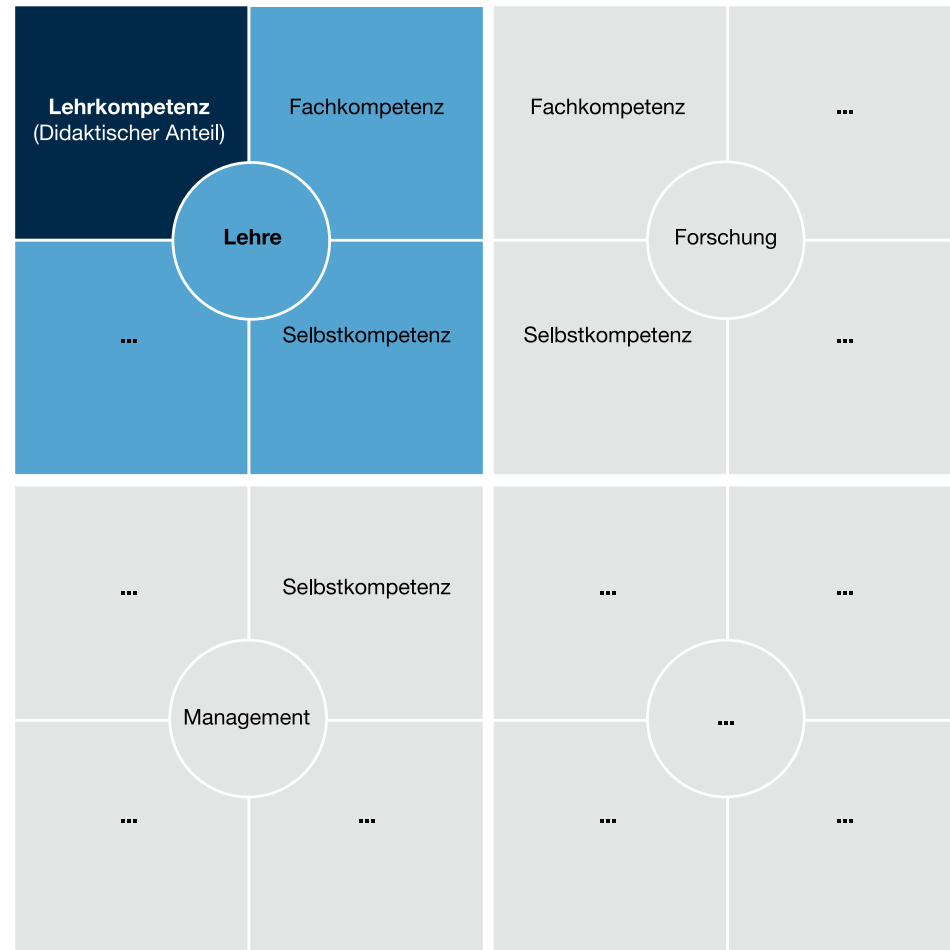 Lehrkompetenz
(Didaktischer Anteil)
Fachkompetenz
Lehre
...
Selbstkompetenz
Fachkompetenz
...
Forschung
Selbstkompetenz
...
...
Selbstkompetenz
Management
...
...
...
...
...
...
...